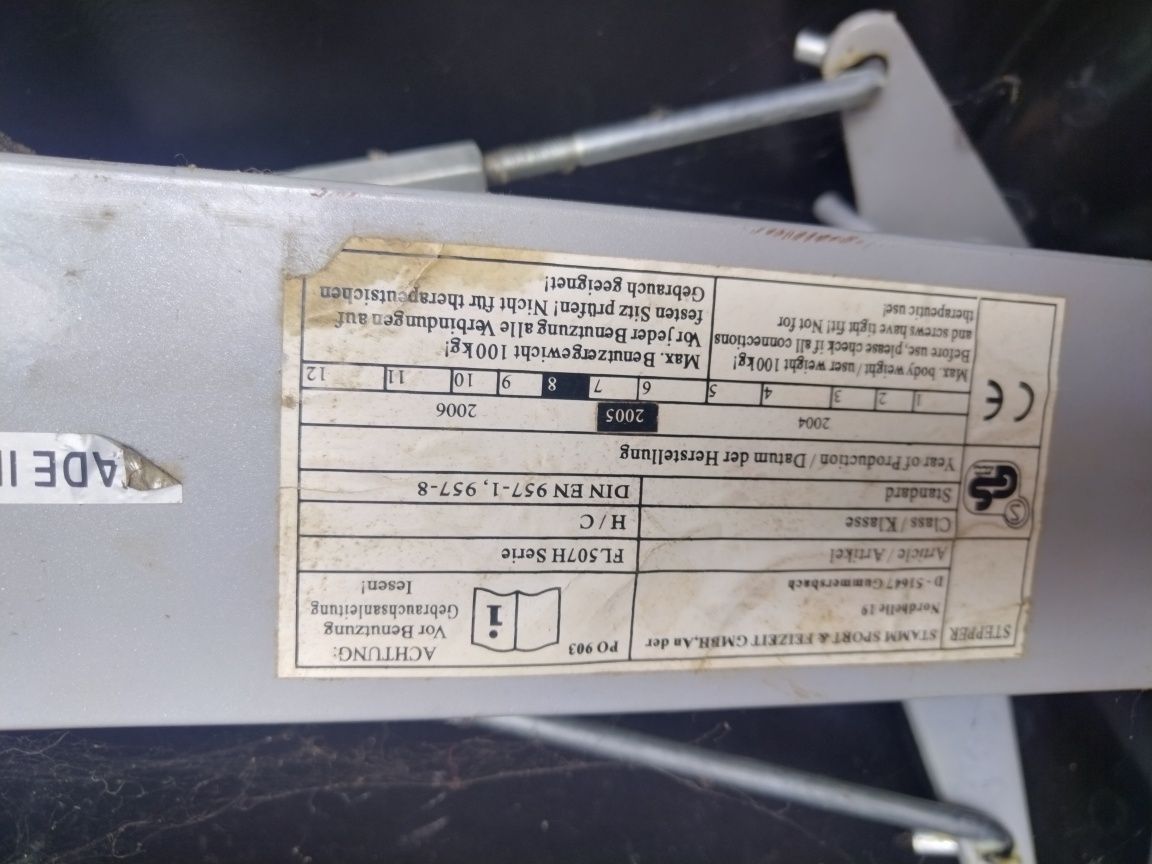 STEPPER
STAMM SPORT & FEIZEIT GMBH,An der
Nordhelle 19
D - 51647 Gummersbach
PO 903
i
ACHTUNG:
Vor Benutzung
Gebrauchsanleitung
lesen!
Article / Artikel
FL507H Serie
Class / Klasse
H / C
Standard
DIN EN 957-1, 957-8
GS
Year of Production / Datum der Herstellung
2004 2005 2006
1 2 3 4 5 6 7 8 9 10 11 12
CE
Max. body weight / user weight 100kg!
Before use, please check if all connections
and screws have tight fit! Not for
therapeutic use!
Max. Benutzergewicht 100kg!
Vor jeder Benutzung alle Verbindungen auf
festen Sitz prüfen! Nicht für therapeutsichen
Gebrauch geeignet!
ADE I